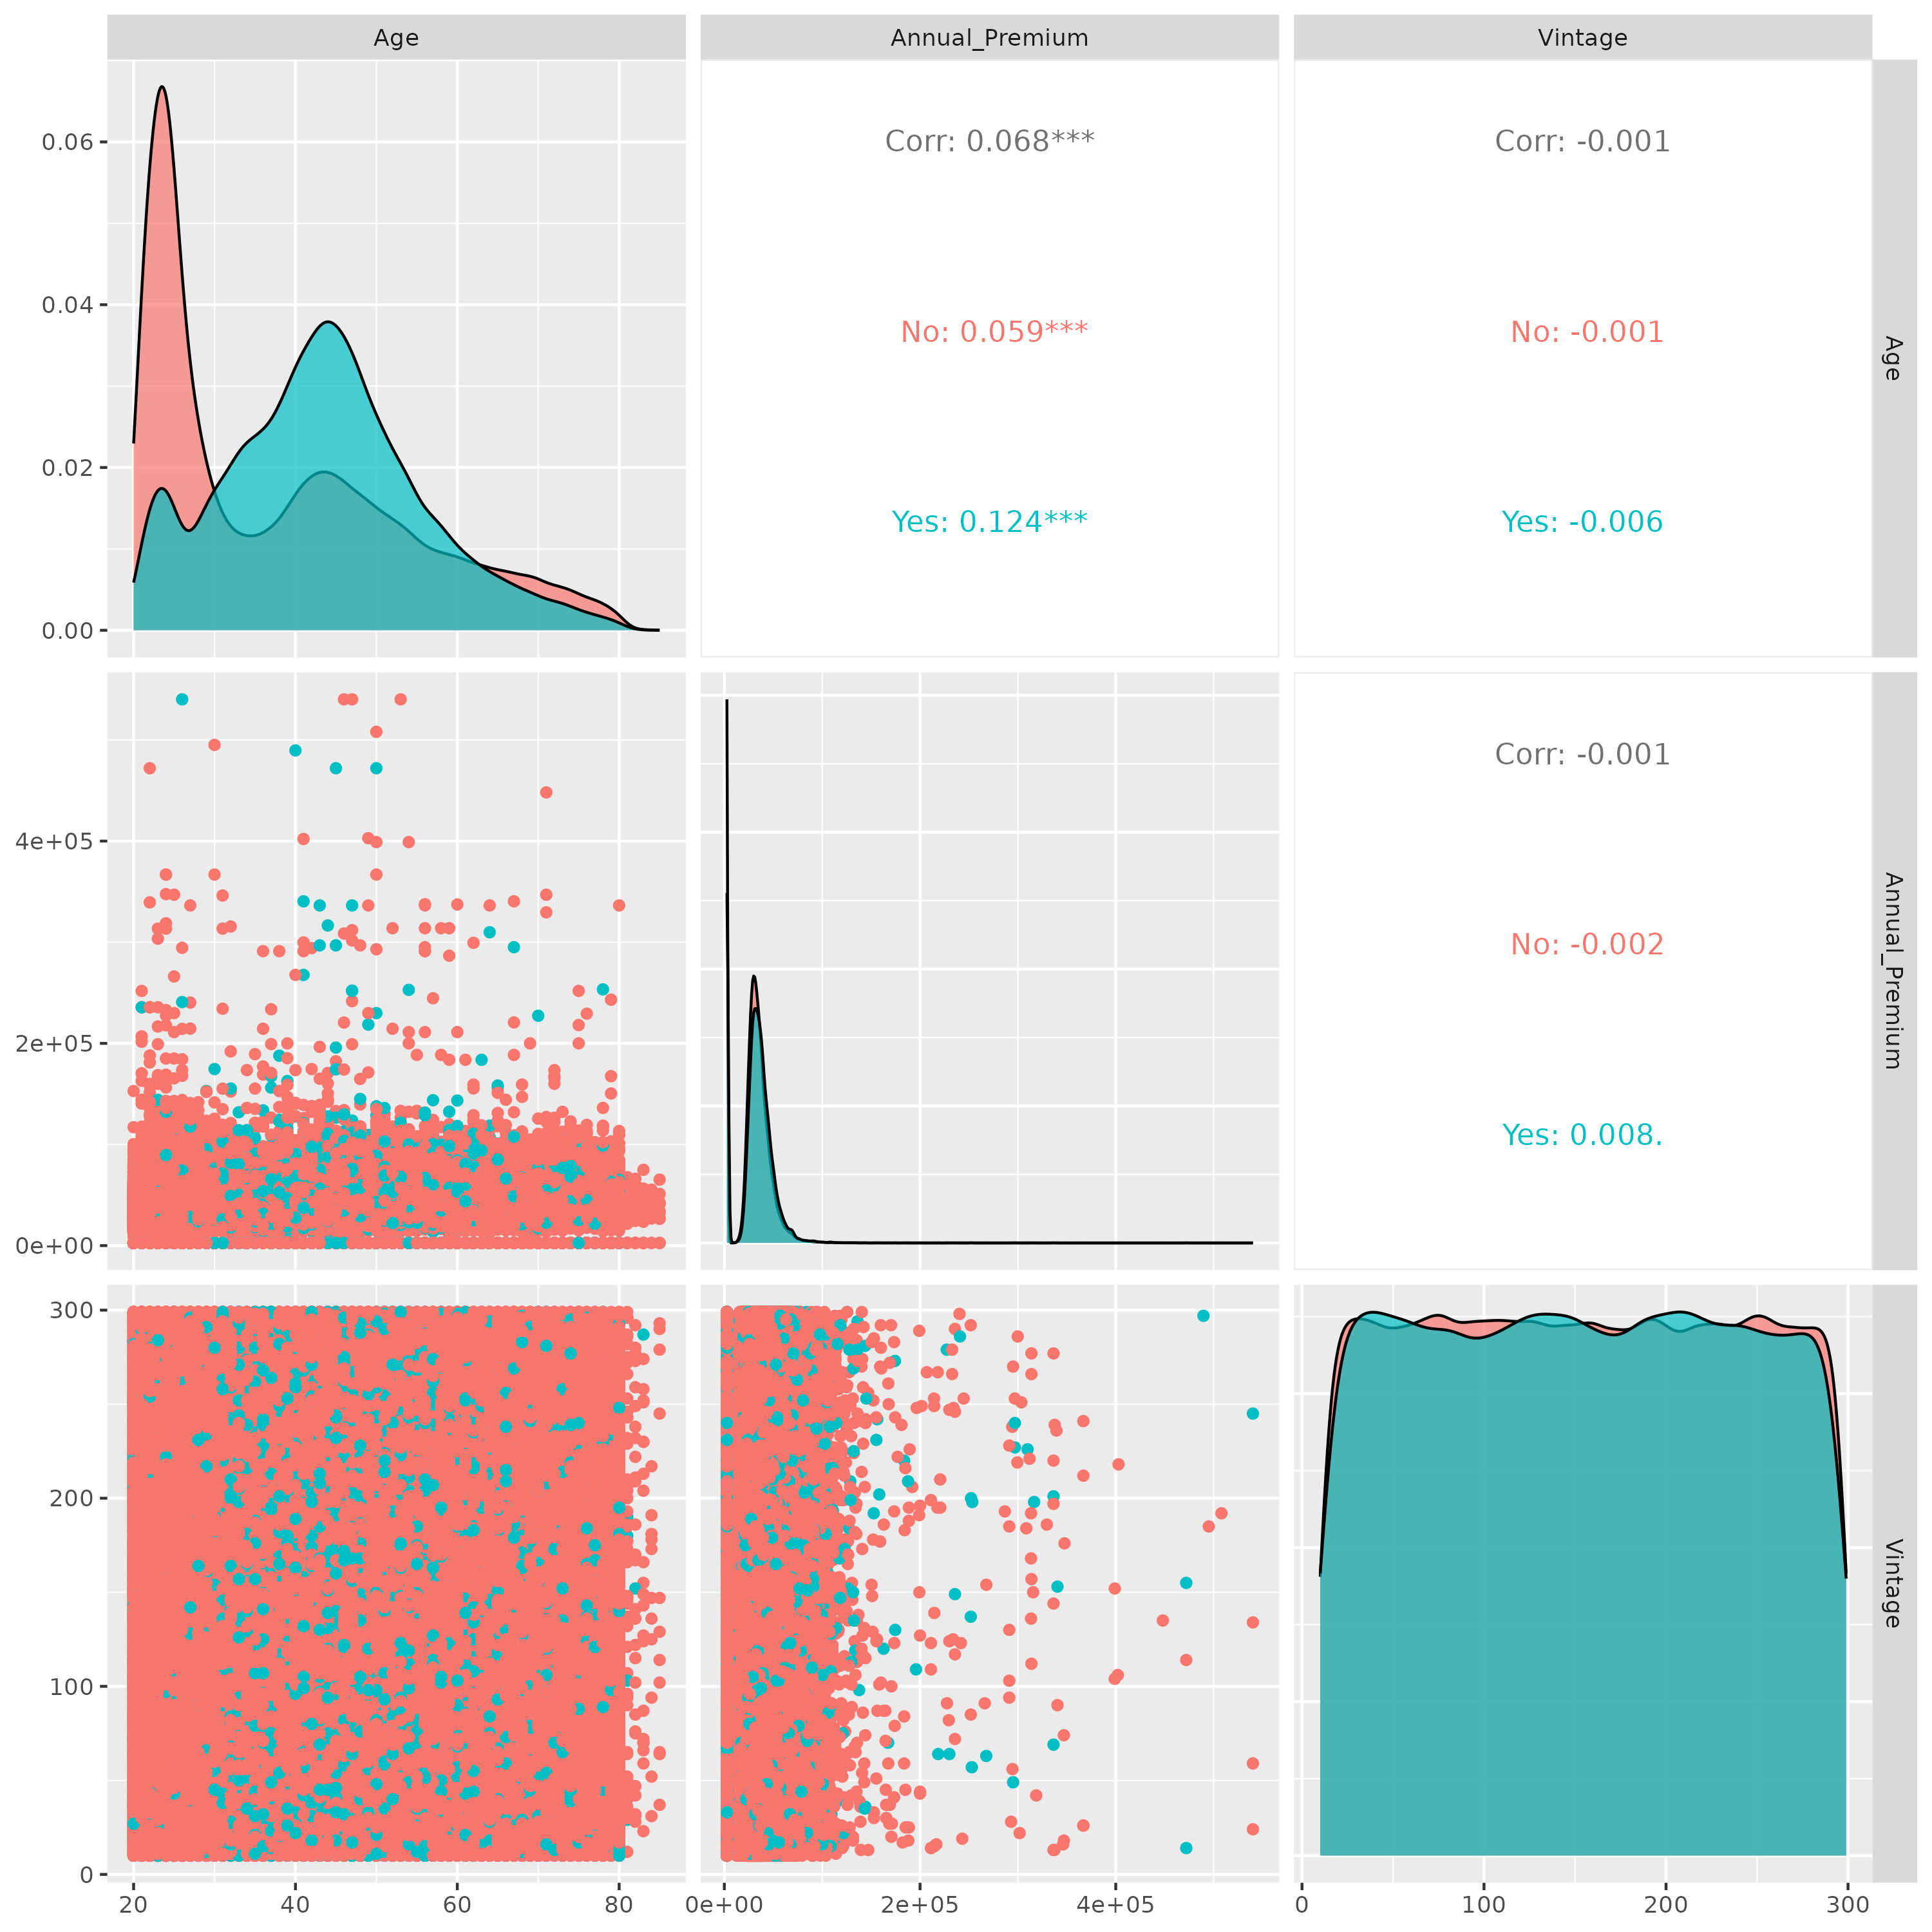 Age
Annual_Premium
Vintage
0.06
0.04
0.02
0.00
Corr: 0.068***
No: 0.059***
Yes: 0.124***
Corr: -0.001
No: -0.001
Yes: -0.006
Age
4e+05
2e+05
0e+00
Corr: -0.001
No: -0.002
Yes: 0.008.
Annual_Premium
300
200
100
0
Vintage
20 40 60 80
0e+00 2e+05 4e+05
0 100 200 300